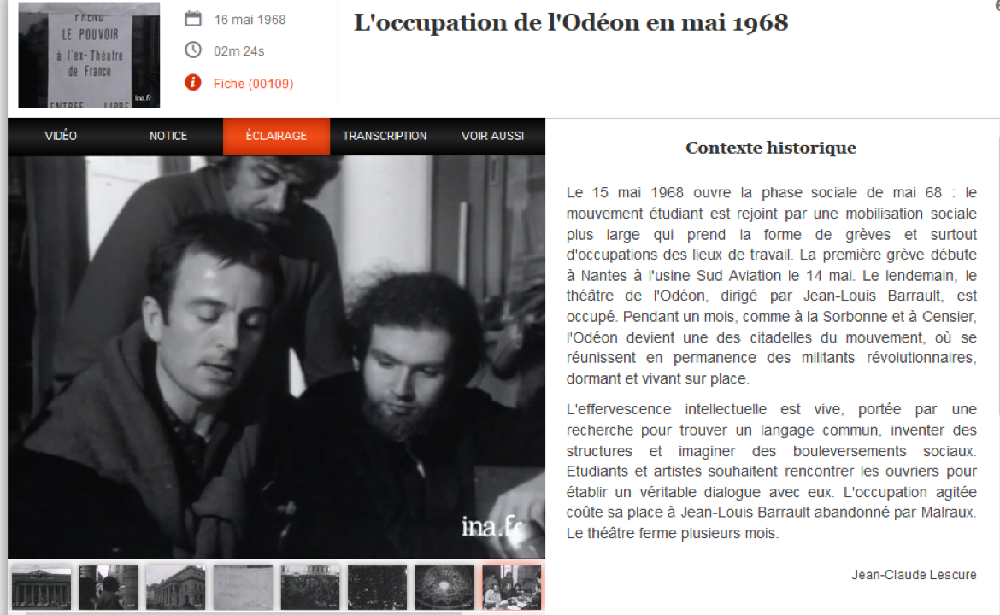 PREND
LE POUVOIR
à l'ex-Théatre
de France
ENTREE LIBRE
ina.fr
16 mai 1968
02m 24s
Fiche (00109)
L'occupation de l'Odéon en mai 1968
VIDÉO NOTICE ÉCLAIRAGE TRANSCRIPTION VOIR AUSSI
ina.fr
Contexte historique
Le 15 mai 1968 ouvre la phase sociale de mai 68 : le
mouvement étudiant est rejoint par une mobilisation sociale
plus large qui prend la forme de grèves et surtout
d'occupations des lieux de travail. La première grève débute
à Nantes à l'usine Sud Aviation le 14 mai. Le lendemain, le
théâtre de l'Odéon, dirigé par Jean-Louis Barrault, est
occupé. Pendant un mois, comme à la Sorbonne et à Censier,
l'Odéon devient une des citadelles du mouvement, où se
réunissent en permanence des militants révolutionnaires,
dormant et vivant sur place.
L'effervescence intellectuelle est vive, portée par une
recherche pour trouver un langage commun, inventer des
structures et imaginer des bouleversements sociaux.
Etudiants et artistes souhaitent rencontrer les ouvriers pour
établir un véritable dialogue avec eux. L'occupation agitée
coûte sa place à Jean-Louis Barrault abandonné par Malraux.
Le théâtre ferme plusieurs mois.
Jean-Claude Lescure